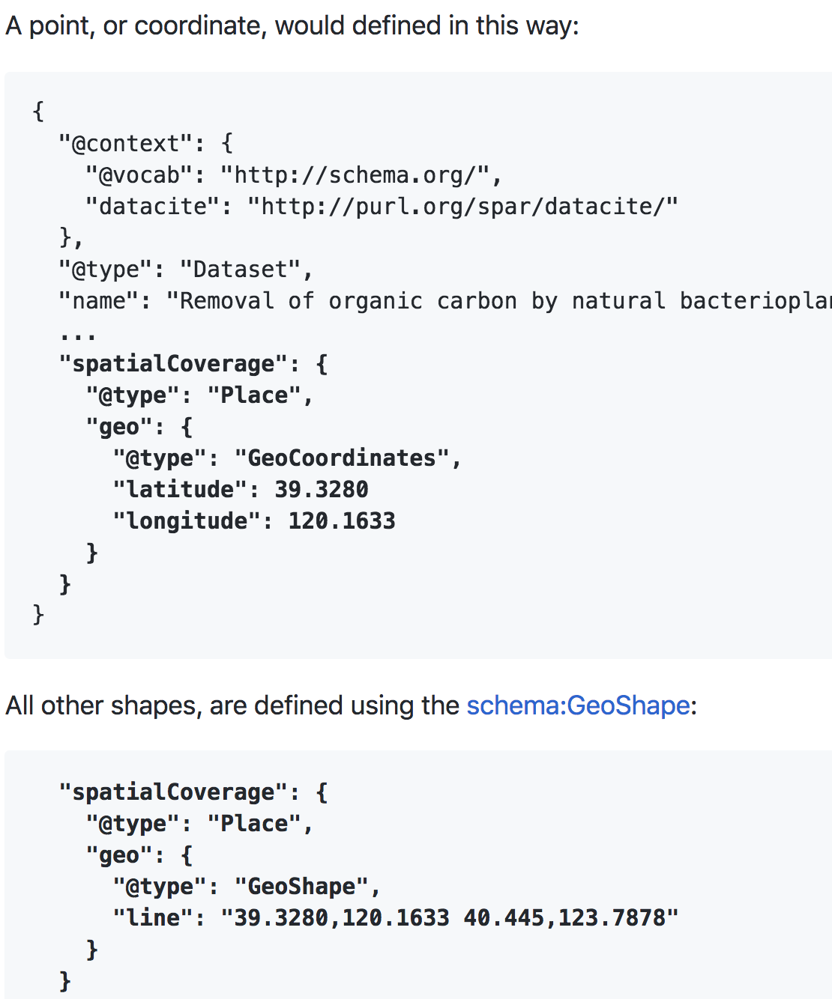 A point, or coordinate, would defined in this way:
{
  "@context": {
    "@vocab": "http://schema.org/",
    "datacite": "http://purl.org/spar/datacite/"
  },
  "@type": "Dataset",
  "name": "Removal of organic carbon by natural
  ...
  "spatialCoverage": {
    "@type": "Place",
    "geo": {
      "@type": "GeoCoordinates",
      "latitude": 39.3280
      "longitude": 120.1633
    }
  }
}
All other shapes, are defined using the schema:GeoShape:
  "spatialCoverage": {
    "@type": "Place",
    "geo": {
      "@type": "GeoShape",
      "line": "39.3280,120.1633 40.445,123.7878"
    }
  }